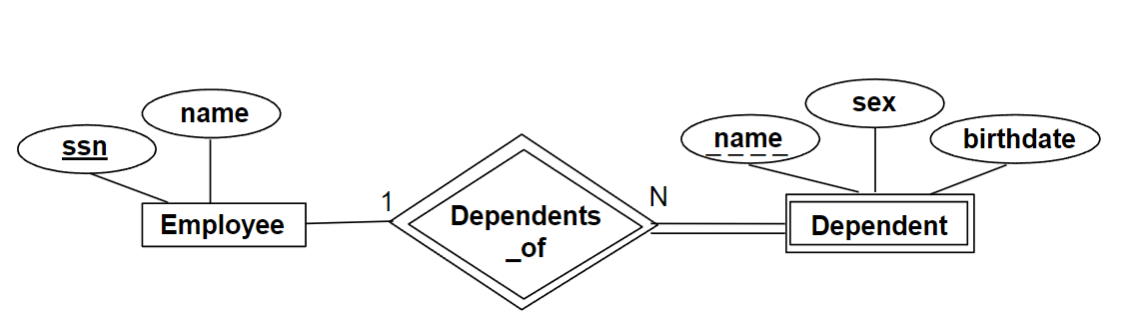 ssn
name
Employee
1
Dependents
_of
N
name
sex
birthdate
Dependent